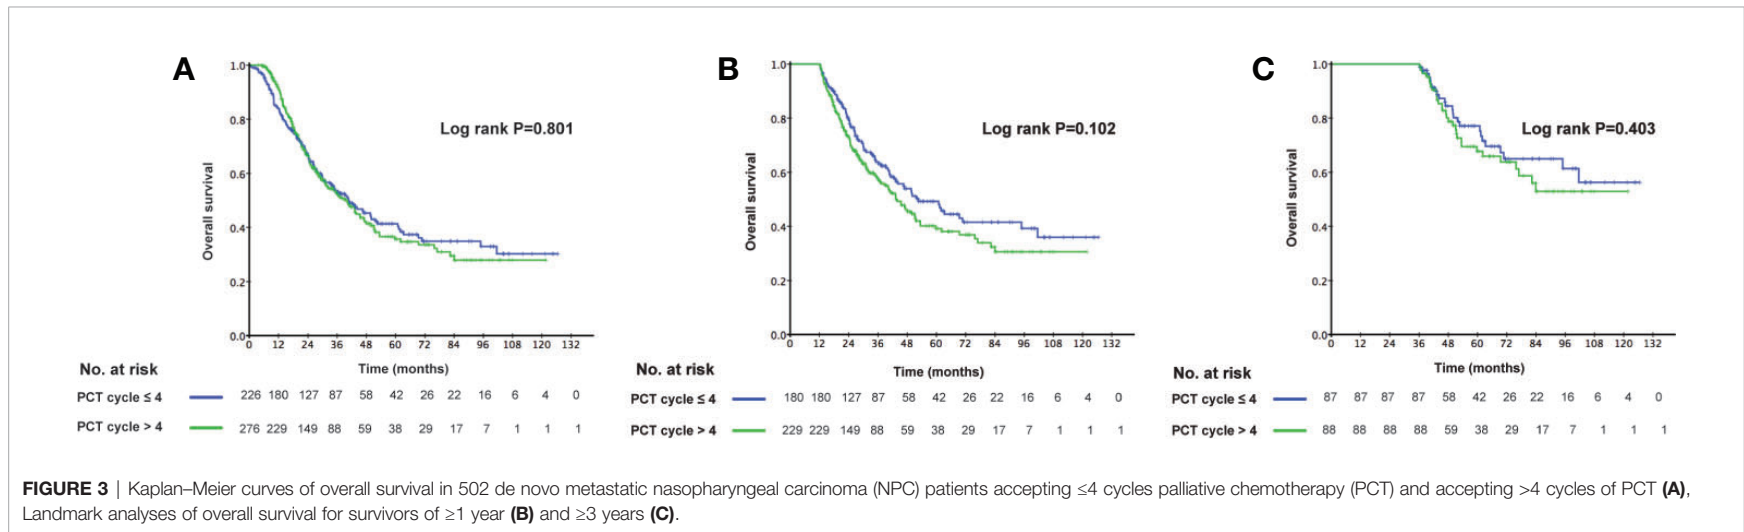 A
1.0
0.8
0.6
0.4
0.2
0.0
Overall survival
Log rank P=0.801
0 12 24 36 48 60 72 84 96 108 120 132
Time (months)
No. at risk
PCT cycle ≤ 4 226 180 127 87 58 42 26 22 16 6 4 0
PCT cycle > 4 276 229 149 88 59 38 29 17 7 1 1 1
B
1.0
0.8
0.6
0.4
0.2
0.0
Overall survival
Log rank P=0.102
0 12 24 36 48 60 72 84 96 108 120 132
Time (months)
No. at risk
PCT cycle ≤ 4 180 180 127 87 58 42 26 22 16 6 4 0
PCT cycle > 4 229 229 149 88 59 38 29 17 7 1 1 1
C
1.0
0.8
0.6
0.4
0.2
0.0
Overall survival
Log rank P=0.403
0 12 24 36 48 60 72 84 96 108 120 132
Time (months)
No. at risk
PCT cycle ≤ 4 87 87 87 87 58 42 26 22 16 6 4 0
PCT cycle > 4 88 88 88 88 59 38 29 17 7 1 1 1
FIGURE 3 | Kaplan–Meier curves of overall survival in 502 de novo metastatic nasopharyngeal carcinoma (NPC) patients accepting ≤4 cycles palliative chemotherapy (PCT) and accepting >4 cycles of PCT (A),
Landmark analyses of overall survival for survivors of ≥1 year (B) and ≥3 years (C).